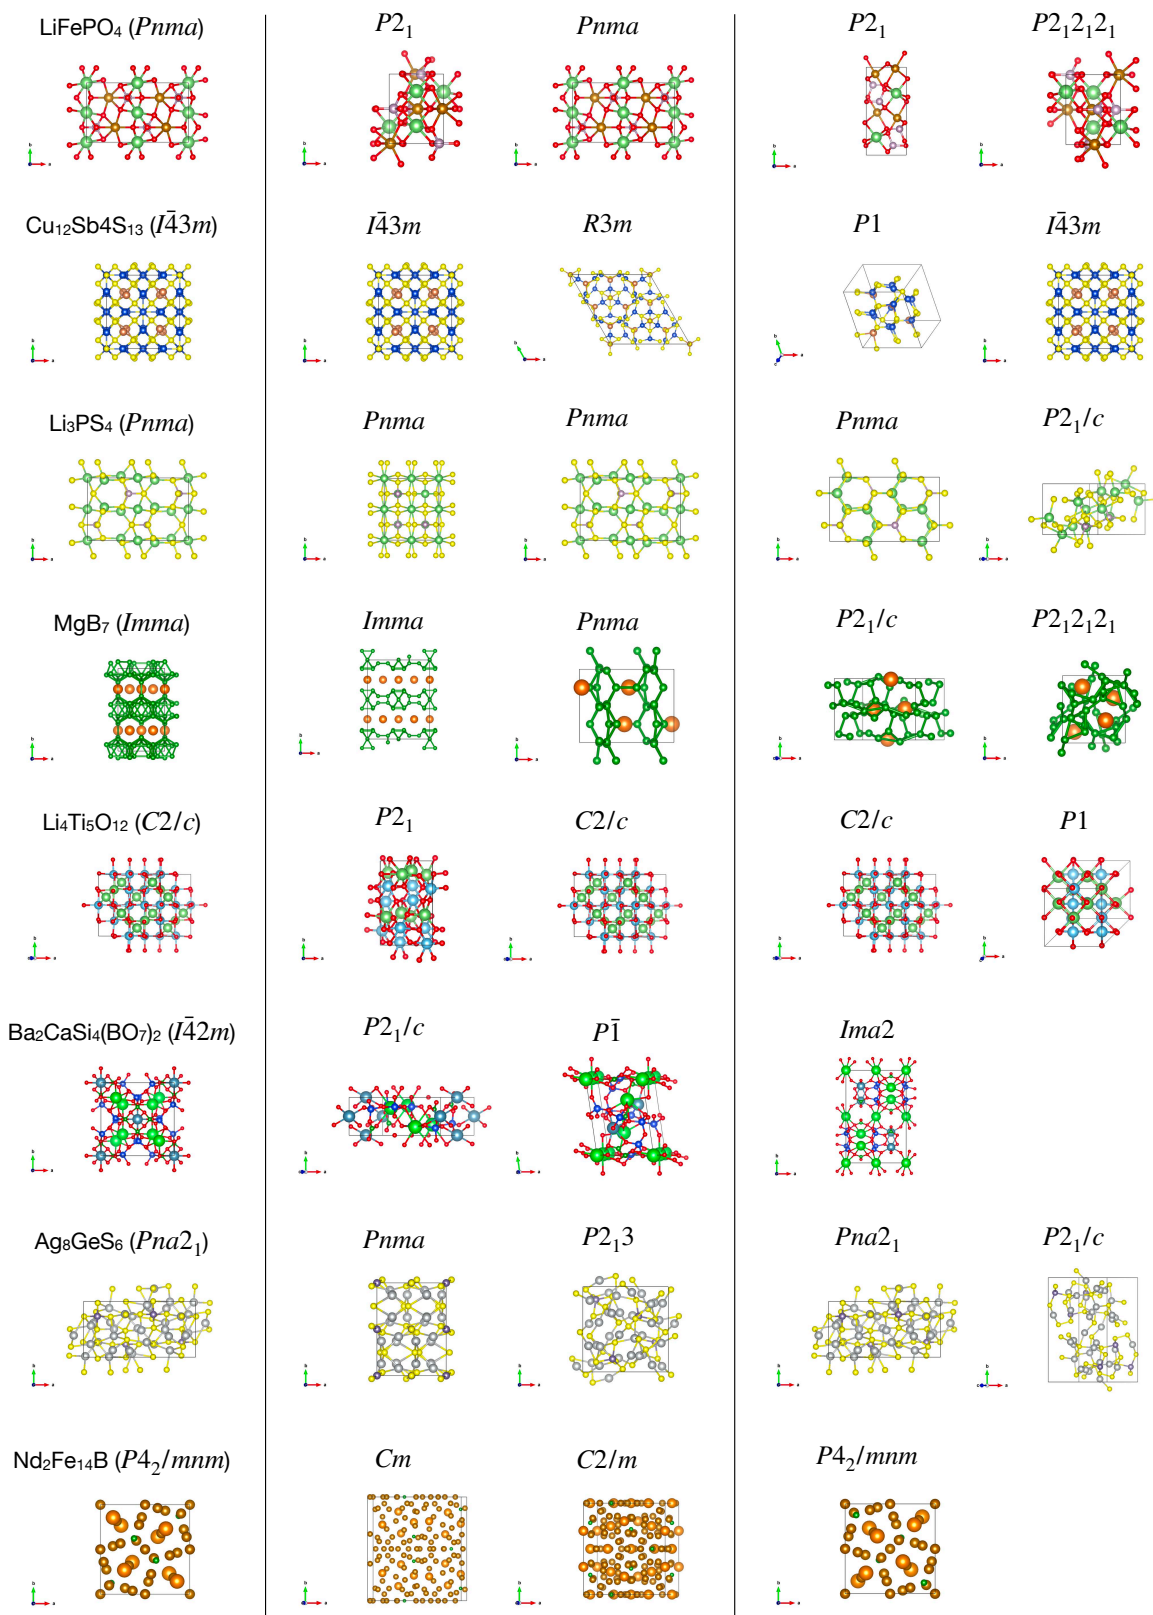 LiFePO₄ (Pnma) P2₁ Pnma P2₁ P2₁2₁2₁
b a b a b a b a b a
Cu₁₂Sb4S₁₃ (I4̄3m) I4̄3m R3m P1 I4̄3m
b a b a b a b a c b a
Li₃PS₄ (Pnma) Pnma Pnma Pnma P2₁/c
b a b a b a b a b c a
MgB₇ (Imma) Imma Pnma P2₁/c P2₁2₁2₁
b a b a b a b c a b a
Li₄Ti₅O₁₂ (C2/c) P2₁ C2/c C2/c P1
b c a b a b c a b c a b c a
Ba₂CaSi₄(BO₇)₂ (I4̄2m) P2₁/c P1̄ Ima2
b a b c a b a b a
Ag₈GeS₆ (Pna2₁) Pnma P2₁3 Pna2₁ P2₁/c
b a b a b a b a b c a
Nd₂Fe₁₄B (P4₂/mnm) Cm C2/m P4₂/mnm
b a b a b a b a